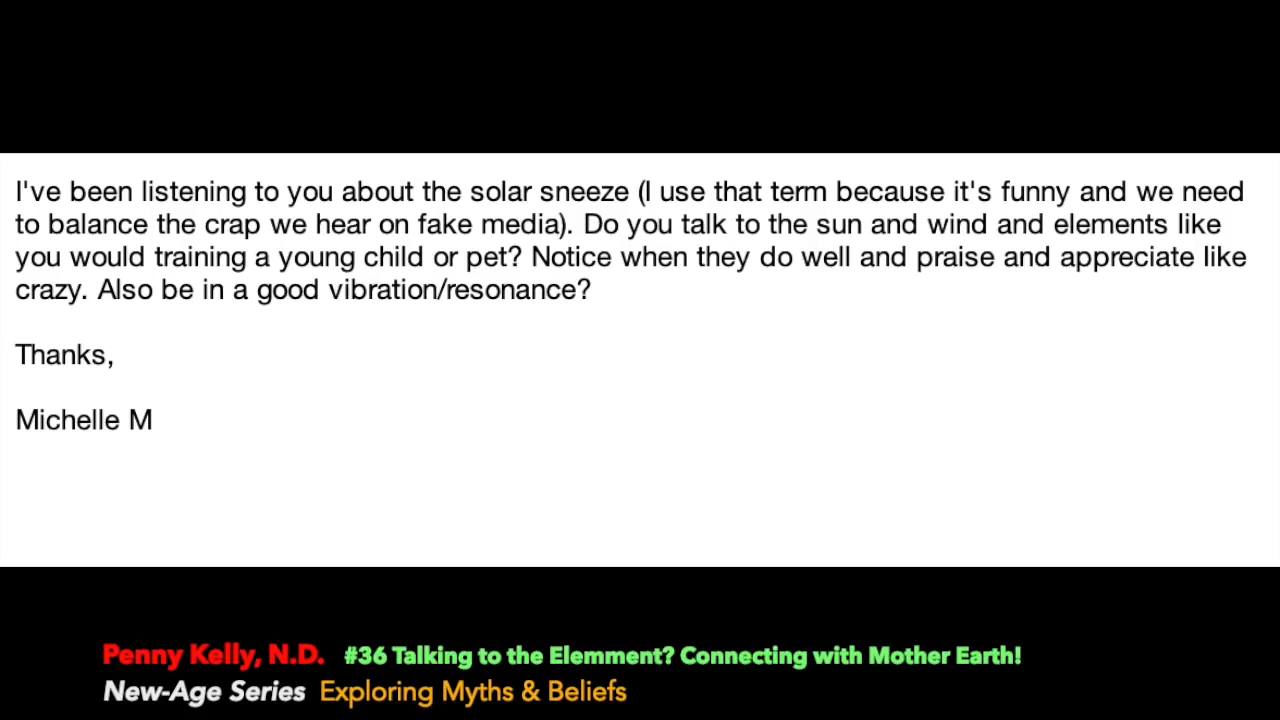 I've been listening to you about the solar sneeze (I use that term because it's funny and we need
to balance the crap we hear on fake media). Do you talk to the sun and wind and elements like
you would training a young child or pet? Notice when they do well and praise and appreciate like
crazy. Also be in a good vibration/resonance?
Thanks,
Michelle M
Penny Kelly, N.D. #36 Talking to the Elemment? Connecting with Mother Earth!
New-Age Series Exploring Myths & Beliefs